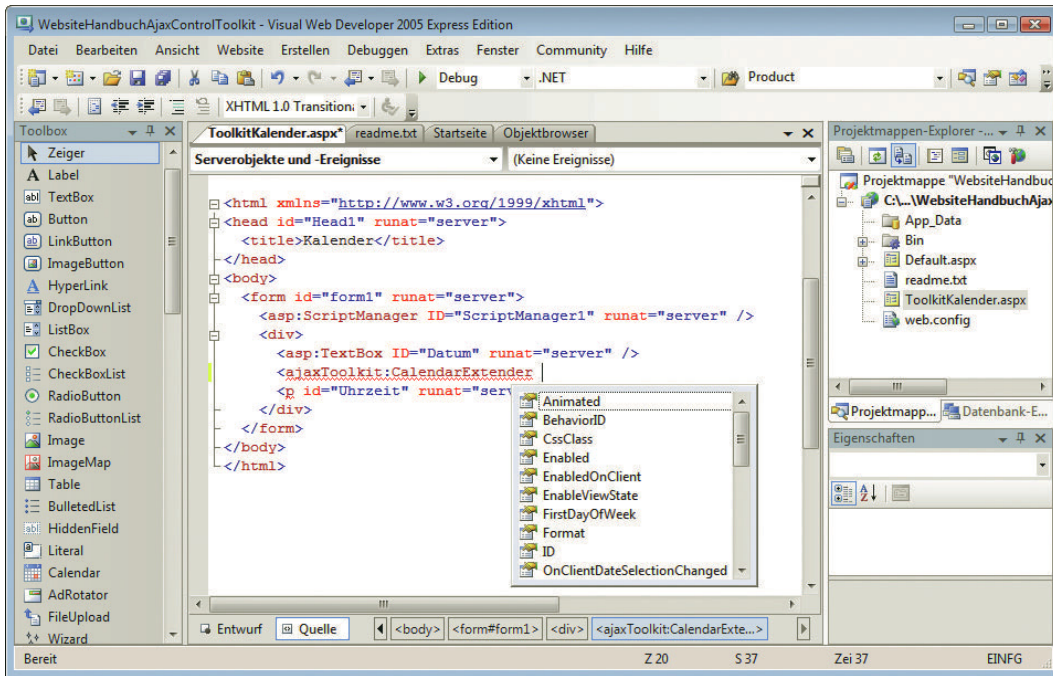 WebsiteHandbuchAjaxControlToolkit - Visual Web Developer 2005 Express Edition
Datei Bearbeiten Ansicht Website Erstellen Debuggen Extras Fenster Community Hilfe
Debug .NET Product
XHTML 1.0 Transition
Toolbox
Zeiger
A Label
TextBox
Button
LinkButton
ImageButton
HyperLink
DropDownList
ListBox
CheckBox
CheckBoxList
RadioButton
RadioButtonList
Image
ImageMap
Table
BulletedList
HiddenField
Literal
Calendar
AdRotator
FileUpload
Wizard
ToolkitKalender.aspx* readme.txt Startseite Objektbrowser
Serverobjekte und -Ereignisse (Keine Ereignisse)
<html xmlns="http://www.w3.org/1999/xhtml">
<head id="Head1" runat="server">
<title>Kalender</title>
</head>
<body>
<form id="form1" runat="server">
<asp:ScriptManager ID="ScriptManager1" runat="server" />
<div>
<asp:TextBox ID="Datum" runat="server" />
<ajaxToolkit:CalendarExtender
<p id="Uhrzeit" runat="serv
</div>
</form>
</body>
</html>
Animated
BehaviorID
CssClass
Enabled
EnabledOnClient
EnableViewState
FirstDayOfWeek
Format
ID
OnClientDateSelectionChanged
Entwurf Quelle <body> <form#form1> <div> <ajaxToolkit:CalendarExte...>
Projektmappen-Explorer -...
Projektmappe "WebsiteHandbuc
C:\...\WebsiteHandbuchAjax
App_Data
Bin
Default.aspx
readme.txt
ToolkitKalender.aspx
web.config
Projektmapp... Datenbank-E...
Eigenschaften
Bereit Z 20 S 37 Zei 37 EINFG